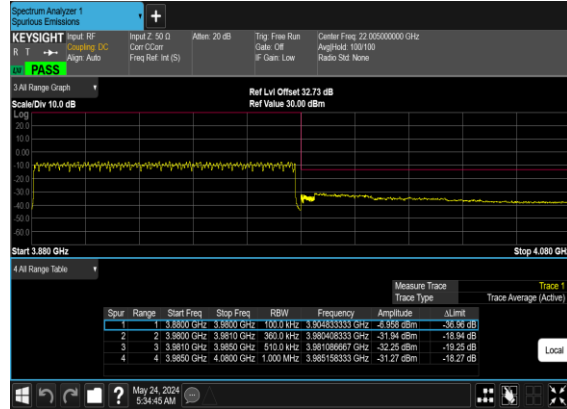 Spectrum Analyzer 1
Spurious Emissions
KEYSIGHT Input: RF Input Z: 50 Ω Atten: 20 dB Trig: Free Run Center Freq: 22.005000000 GHz
R T Coupling: DC Corr CCorr Gate: Off Avg|Hold: 100/100
Align: Auto Freq Ref: Int (S) IF Gain: Low Radio Std: None
PASS
3 All Range Graph
Ref Lvl Offset 32.73 dB
Scale/Div 10.0 dB Ref Value 30.00 dBm
Log
20.0
10.0
0.00
-10.0
-20.0
-30.0
-40.0
-50.0
-60.0
Start 3.880 GHz Stop 4.080 GH
4 All Range Table
Measure Trace Trace 1
Trace Type Trace Average (Active)
Spur Range Start Freq Stop Freq RBW Frequency Amplitude ΔLimit
1 1 3.8800 GHz 3.9800 GHz 100.0 kHz 3.904833333 GHz -6.958 dBm -36.96 dB
2 2 3.9800 GHz 3.9810 GHz 360.0 kHz 3.980408333 GHz -31.94 dBm -18.94 dB
3 3 3.9810 GHz 3.9850 GHz 510.0 kHz 3.981086667 GHz -32.25 dBm -19.25 dB
4 4 3.9850 GHz 4.0800 GHz 1.000 MHz 3.985158333 GHz -31.27 dBm -18.27 dB
Local
May 24, 2024
5:34:45 AM